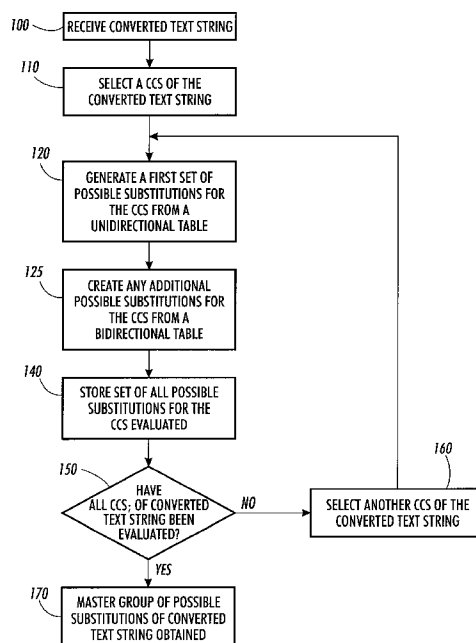 100
RECEIVE CONVERTED TEXT STRING
110
SELECT A CCS OF THE
CONVERTED TEXT STRING
120
GENERATE A FIRST SET OF
POSSIBLE SUBSTITUTIONS FOR
THE CCS FROM A
UNIDIRECTIONAL TABLE
125
CREATE ANY ADDITIONAL
POSSIBLE SUBSTITUTIONS FOR
THE CCS FROM A
BIDIRECTIONAL TABLE
140
STORE SET OF ALL POSSIBLE
SUBSTITUTIONS FOR THE
CCS EVALUATED
150
HAVE
ALL CCS; OF CONVERTED
TEXT STRING BEEN
EVALUATED?
NO
160
SELECT ANOTHER CCS OF THE
CONVERTED TEXT STRING
YES
170
MASTER GROUP OF POSSIBLE
SUBSTITUTIONS OF CONVERTED
TEXT STRING OBTAINED